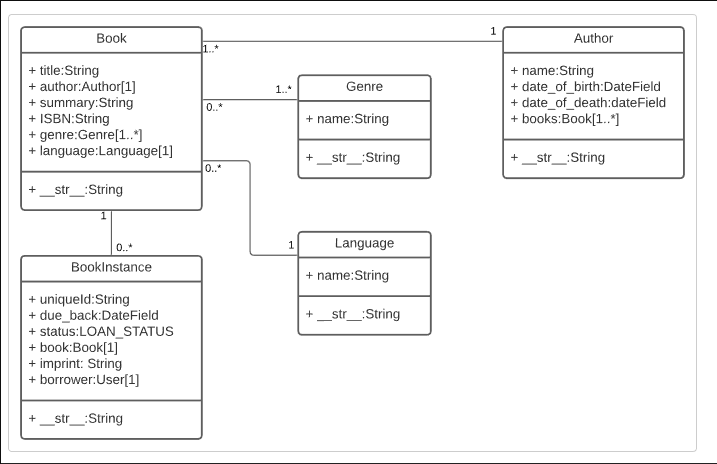 Book
+ title:String
+ author:Author[1]
+ summary:String
+ ISBN:String
+ genre:Genre[1..*]
+ language:Language[1]
+ __str__:String
1..*
1
Author
+ name:String
+ date_of_birth:DateField
+ date_of_death:dateField
+ books:Book[1..*]
+ __str__:String
0..*
1..*
Genre
+ name:String
+ __str__:String
0..*
1
Language
+ name:String
+ __str__:String
1
0..*
BookInstance
+ uniqueId:String
+ due_back:DateField
+ status:LOAN_STATUS
+ book:Book[1]
+ imprint: String
+ borrower:User[1]
+ __str__:String